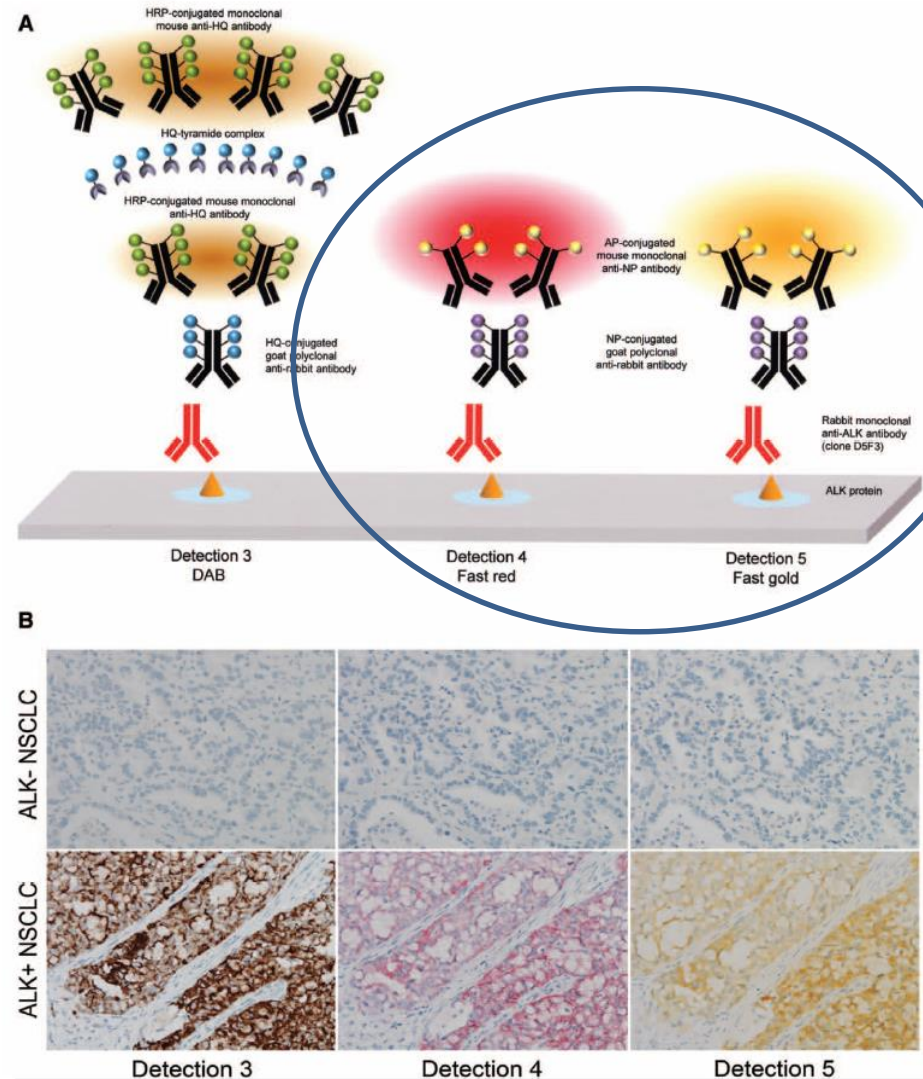 A
HRP-conjugated monoclonal
mouse anti-HQ antibody
HQ-tyramide complex
HRP-conjugated mouse monoclonal
anti-HQ antibody
AP-conjugated
mouse monoclonal
anti-NP antibody
HQ-conjugated
goat polyclonal
anti-rabbit antibody
NP-conjugated
goat polyclonal
anti-rabbit antibody
Rabbit monoclonal
anti-ALK antibody
(clone D5F3)
ALK protein
Detection 3
DAB
Detection 4
Fast red
Detection 5
Fast gold
B
ALK- NSCLC
ALK+ NSCLC
Detection 3
Detection 4
Detection 5